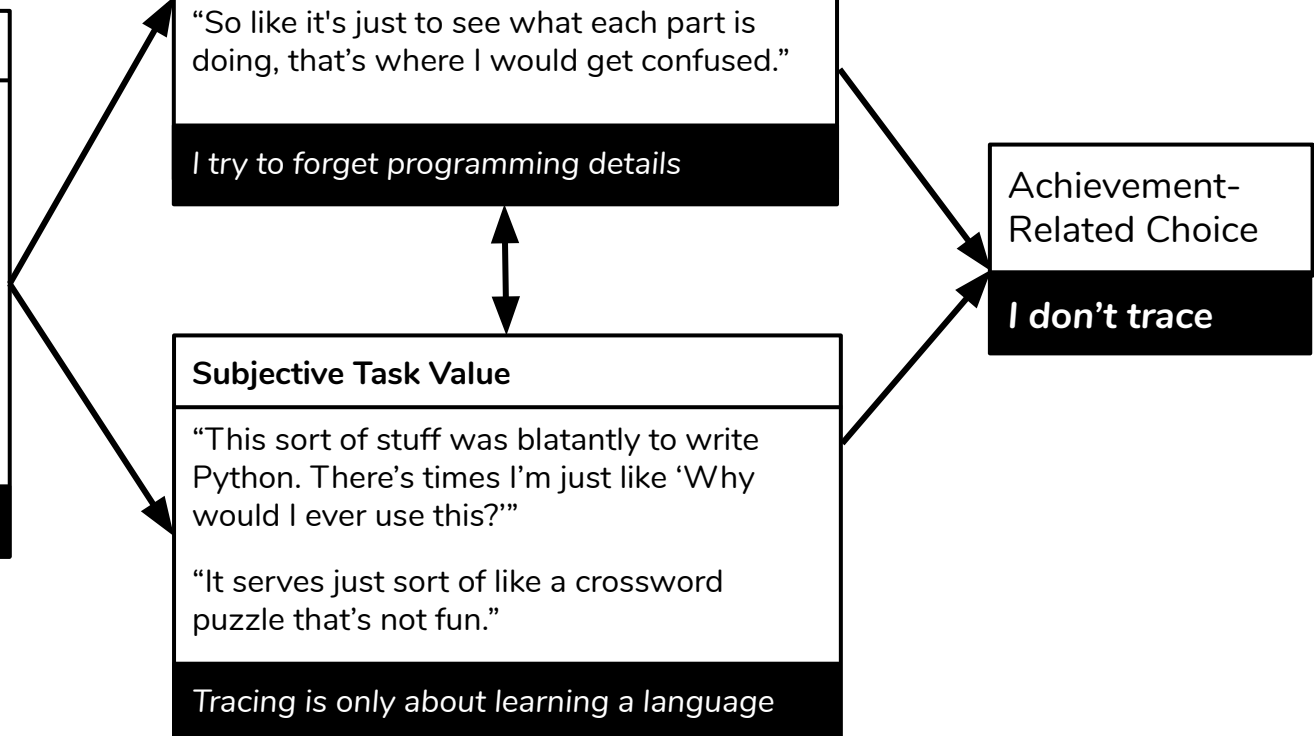 “So like it's just to see what each part is
doing, that’s where I would get confused.”
I try to forget programming details
Achievement-
Related Choice
I don’t trace
Subjective Task Value
“This sort of stuff was blatantly to write
Python. There’s times I’m just like ‘Why
would I ever use this?’”
“It serves just sort of like a crossword
puzzle that’s not fun.”
Tracing is only about learning a language